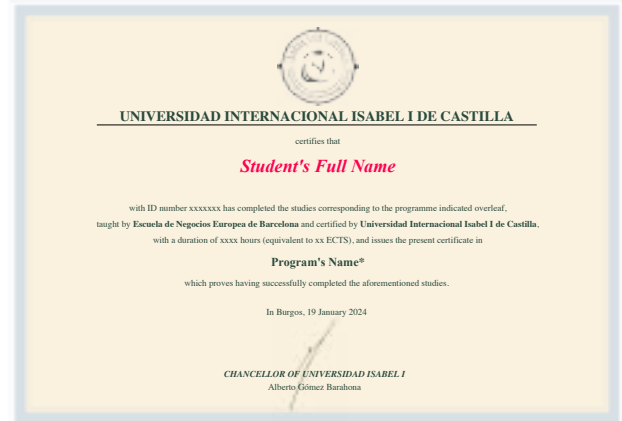 UNIVERSIDAD INTERNACIONAL ISABEL I DE CASTILLA
certifies that
Student's Full Name
with ID number xxxxxxx has completed the studies corresponding to the programme indicated overleaf,
taught by Escuela de Negocios Europea de Barcelona and certified by Universidad Internacional Isabel I de Castilla,
with a duration of xxxx hours (equivalent to xx ECTS), and issues the present certificate in
Program's Name*
which proves having successfully completed the aforementioned studies.
In Burgos, 19 January 2024
CHANCELLOR OF UNIVERSIDAD ISABEL I
Alberto Gómez Barahona